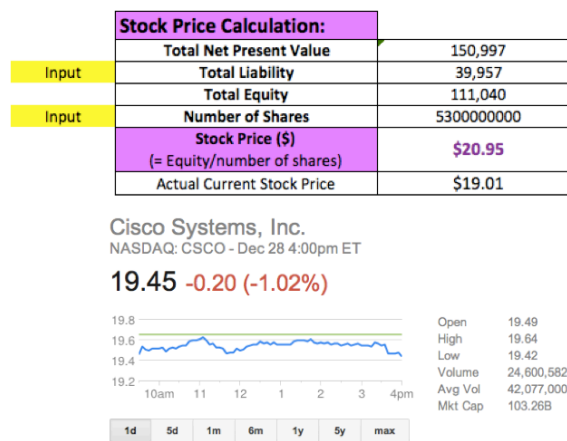 Stock Price Calculation:
Total Net Present Value 150,997
Input Total Liability 39,957
Total Equity 111,040
Input Number of Shares 5300000000
Stock Price ($)
(= Equity/number of shares) $20.95
Actual Current Stock Price $19.01
Cisco Systems, Inc.
NASDAQ: CSCO - Dec 28 4:00pm ET
19.45 -0.20 (-1.02%)
19.8
19.6
19.4
19.2
10am 11 12 1 2 3 4pm
Open 19.49
High 19.64
Low 19.42
Volume 24,600,582
Avg Vol 42,077,000
Mkt Cap 103.26B
1d 5d 1m 6m 1y 5y max